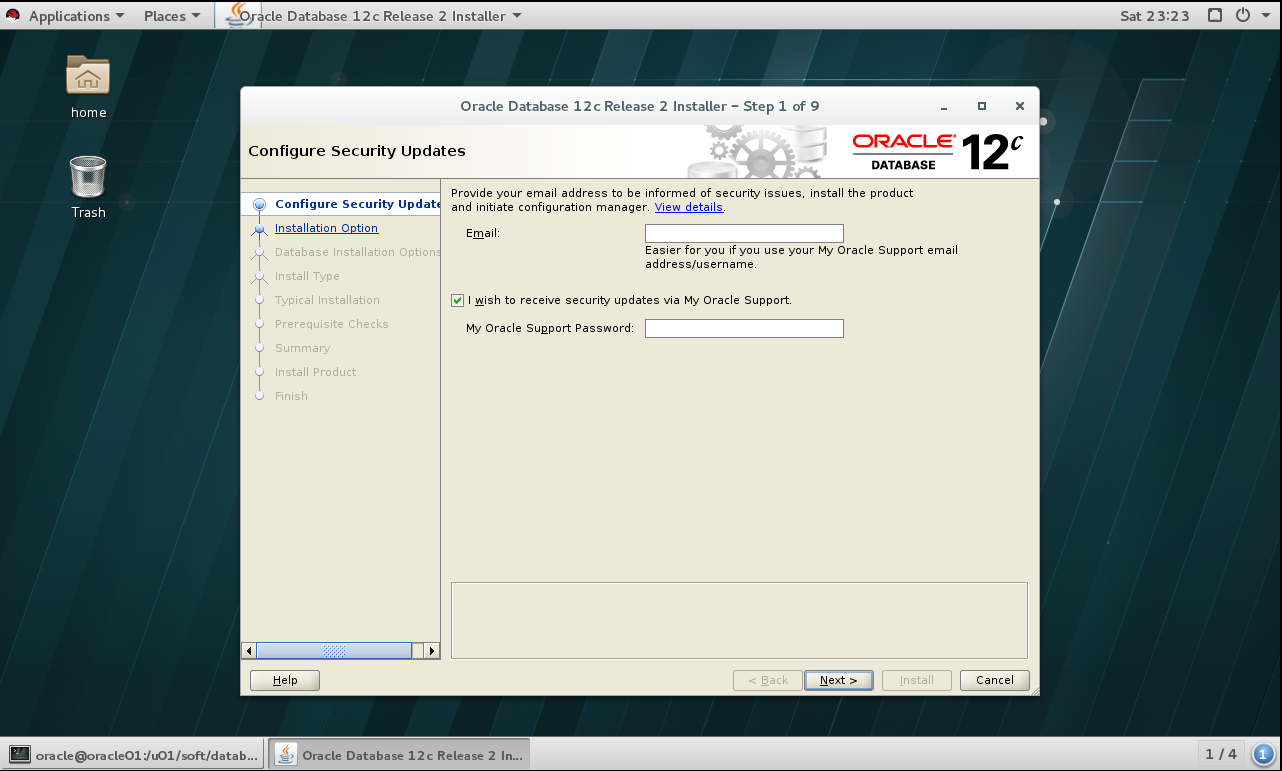 Applications Places Oracle Database 12c Release 2 Installer Sat 23:23
home
Trash
Oracle Database 12c Release 2 Installer – Step 1 of 9
Configure Security Updates
ORACLE®
DATABASE
12c
Configure Security Update
Installation Option
Database Installation Options
Install Type
Typical Installation
Prerequisite Checks
Summary
Install Product
Finish
Provide your email address to be informed of security issues, install the product
and initiate configuration manager. View details.
Email:
Easier for you if you use your My Oracle Support email
address/username.
I wish to receive security updates via My Oracle Support.
My Oracle Support Password:
Help < Back Next > Install Cancel
oracle@oracle01:/u01/soft/datab... Oracle Database 12c Release 2 In... 1 / 4 1